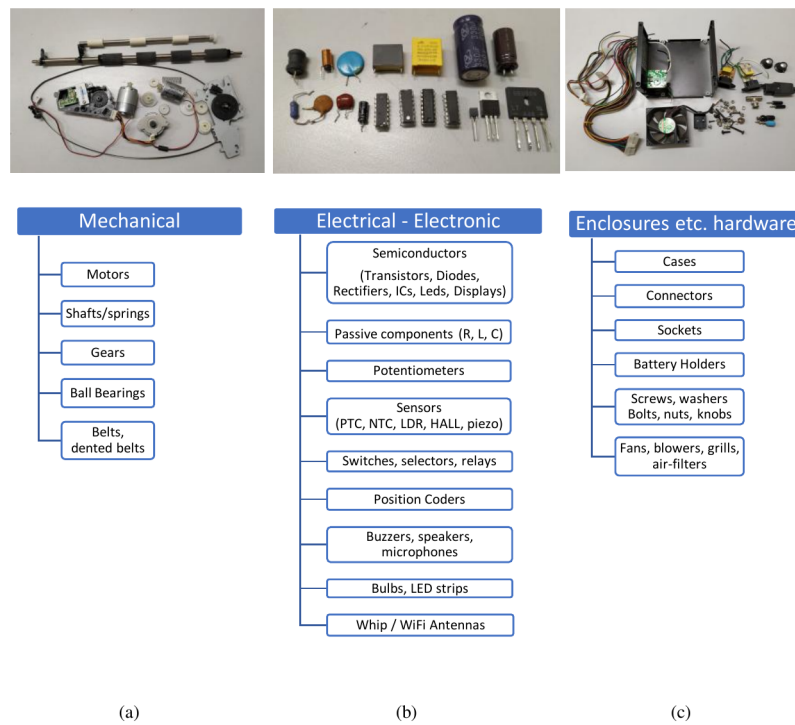 Mechanical
Motors
Shafts/springs
Gears
Ball Bearings
Belts,
dented belts
Electrical - Electronic
Semiconductors
(Transistors, Diodes,
Rectifiers, ICs, Leds, Displays)
Passive components (R, L, C)
Potentiometers
Sensors
(PTC, NTC, LDR, HALL, piezo)
Switches, selectors, relays
Position Coders
Buzzers, speakers,
microphones
Bulbs, LED strips
Whip / WiFi Antennas
Enclosures etc. hardware
Cases
Connectors
Sockets
Battery Holders
Screws, washers
Bolts, nuts, knobs
Fans, blowers, grills,
air-filters
(a)
(b)
(c)